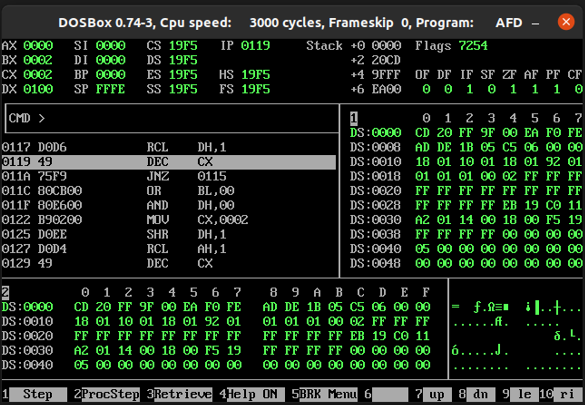 DOSBox 0.74-3, Cpu speed: 3000 cycles, Frameskip 0, Program: AFD
AX 0000 SI 0000 CS 19F5 IP 0119 Stack +0 0000 Flags 7254
BX 0002 DI 0000 DS 19F5 +2 20CD
CX 0002 BP 0000 ES 19F5 HS 19F5 +4 9FFF OF DF IF SF ZF AF PF CF
DX 0100 SP FFFE SS 19F5 FS 19F5 +6 EA00 0 0 1 0 1 1 1 0
CMD >
1 0 1 2 3 4 5 6 7
DS:0000 CD 20 FF 9F 00 EA F0 FE
DS:0008 AD DE 1B 05 C5 06 00 00
DS:0010 18 01 10 01 18 01 92 01
DS:0018 01 01 01 00 02 FF FF FF
DS:0020 FF FF FF FF FF FF FF FF
DS:0028 FF FF FF FF EB 19 C0 11
DS:0030 A2 01 14 00 18 00 F5 19
DS:0038 FF FF FF FF 00 00 00 00
DS:0040 05 00 00 00 00 00 00 00
DS:0048 00 00 00 00 00 00 00 00
0117 D0D6 RCL DH,1
0119 49 DEC CX
011A 75F9 JNZ 0115
011C 80CB00 OR BL,00
011F 80E600 AND DH,00
0122 B90200 MOV CX,0002
0125 D0EE SHR DH,1
0127 D0D4 RCL AH,1
0129 49 DEC CX
2 0 1 2 3 4 5 6 7 8 9 A B C D E F
DS:0000 CD 20 FF 9F 00 EA F0 FE AD DE 1B 05 C5 06 00 00
DS:0010 18 01 10 01 18 01 92 01 01 01 01 00 02 FF FF FF
DS:0020 FF FF FF FF FF FF FF FF FF FF FF FF EB 19 C0 11
DS:0030 A2 01 14 00 18 00 F5 19 FF FF FF FF 00 00 00 00
DS:0040 05 00 00 00 00 00 00 00 00 00 00 00 00 00 00 00
1 Step 2 ProcStep 3 Retrieve 4 Help ON 5 BRK Menu 6 7 up 8 dn 9 le 10 ri